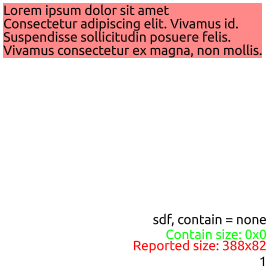 Lorem ipsum dolor sit amet
Consectetur adipiscing elit. Vivamus id.
Suspendisse sollicitudin posuere felis.
Vivamus consectetur ex magna, non mollis.
sdf, contain = none
Contain size: 0x0
Reported size: 388x82
1